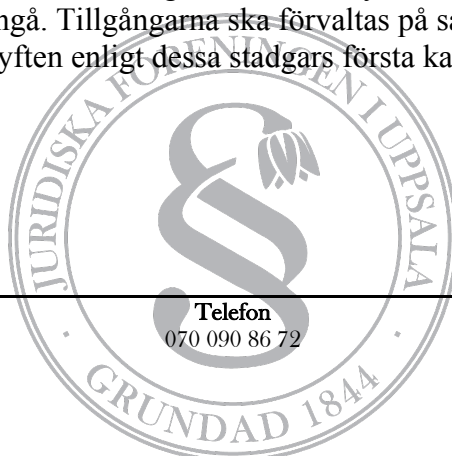 ngå. Tillgångarna ska förvaltas på sa
yften enligt dessa stadgars första ka
JURIDISKA FÖRENINGEN I UPPSALA
Telefon
070 090 86 72
· GRUNDAD 1844 ·